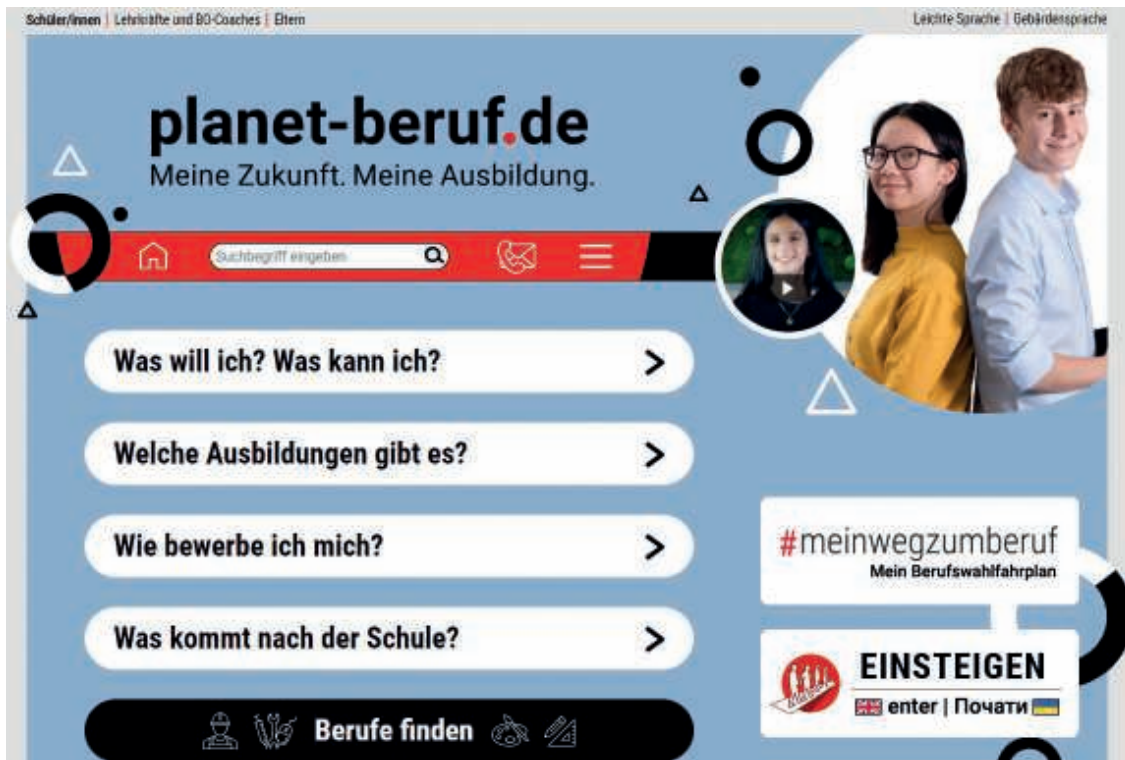 Schüler/innen | Lehrkräfte und BO-Coaches | Eltern
Leichte Sprache | Gebärdensprache
planet-beruf.de
Meine Zukunft. Meine Ausbildung.
Suchbegriff eingeben
Was will ich? Was kann ich?
Welche Ausbildungen gibt es?
Wie bewerbe ich mich?
Was kommt nach der Schule?
Berufe finden
#meinwegzumberuf
Mein Berufswahlfahrplan
EINSTEIGEN
enter | Почати